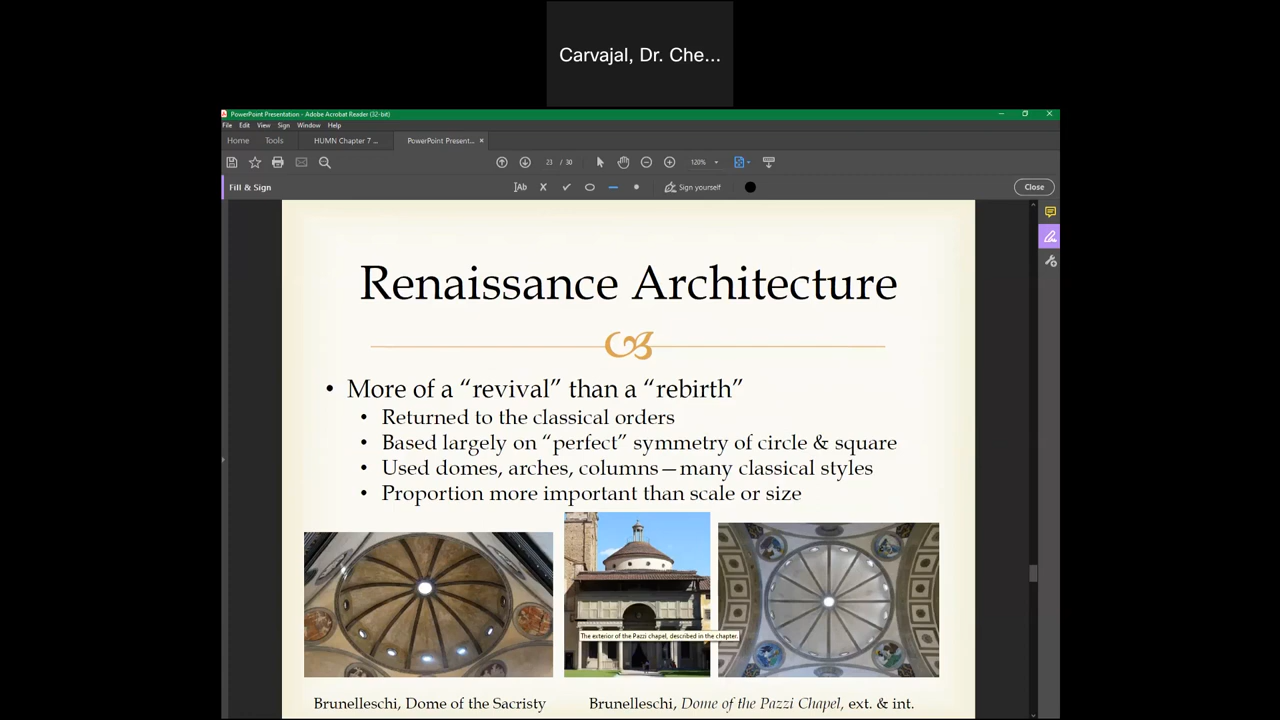 Carvajal, Dr. Che...
PowerPoint Presentation - Adobe Acrobat Reader (32-bit)
File Edit View Sign Window Help
Home Tools HUMN Chapter 7 ... PowerPoint Present... ×
23 / 30 120%
Fill & Sign Ab Sign yourself Close
Renaissance Architecture
• More of a “revival” than a “rebirth”
• Returned to the classical orders
• Based largely on “perfect” symmetry of circle & square
• Used domes, arches, columns—many classical styles
• Proportion more important than scale or size
The exterior of the Pazzi chapel, described in the chapter.
Brunelleschi, Dome of the Sacristy
Brunelleschi, Dome of the Pazzi Chapel, ext. & int.